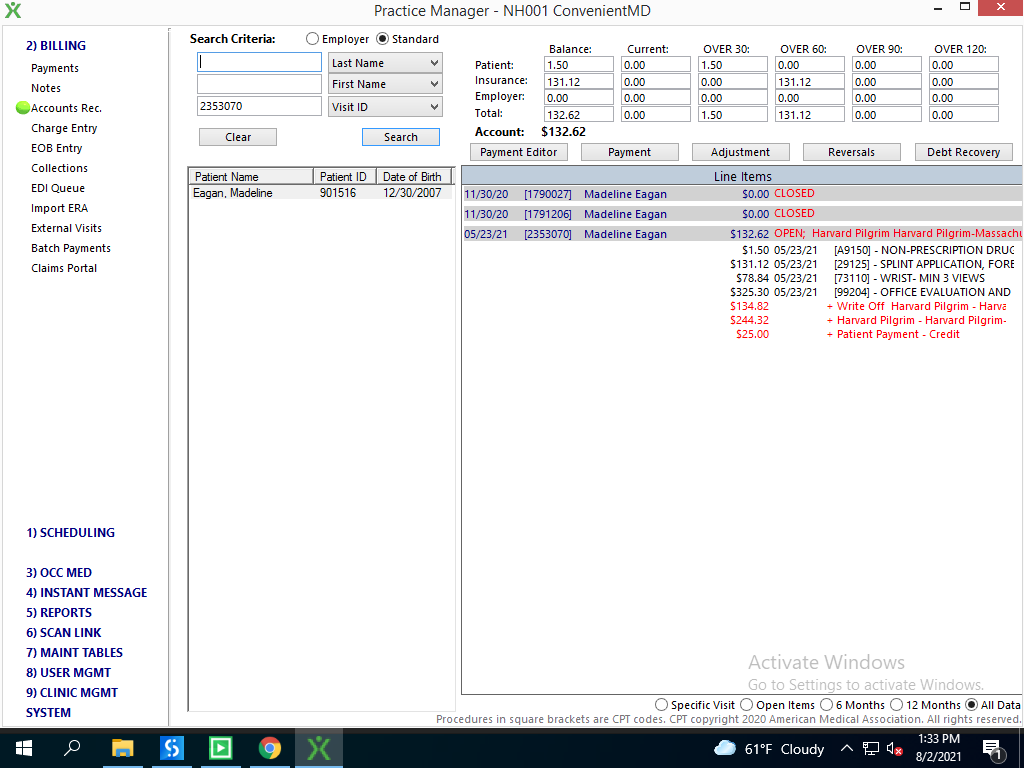 Practice Manager - NH001 ConvenientMD
2) BILLING
Payments
Notes
Accounts Rec.
Charge Entry
EOB Entry
Collections
EDI Queue
Import ERA
External Visits
Batch Payments
Claims Portal
1) SCHEDULING
3) OCC MED
4) INSTANT MESSAGE
5) REPORTS
6) SCAN LINK
7) MAINT TABLES
8) USER MGMT
9) CLINIC MGMT
SYSTEM
Search Criteria: Employer Standard
Last Name
First Name
2353070 Visit ID
Clear Search
Patient Name Patient ID Date of Birth
Eagan, Madeline 901516 12/30/2007
Balance: Current: OVER 30: OVER 60: OVER 90: OVER 120:
Patient: 1.50 0.00 1.50 0.00 0.00 0.00
Insurance: 131.12 0.00 0.00 131.12 0.00 0.00
Employer: 0.00 0.00 0.00 0.00 0.00 0.00
Total: 132.62 0.00 1.50 131.12 0.00 0.00
Account: $132.62
Payment Editor Payment Adjustment Reversals Debt Recovery
Line Items
11/30/20 [1790027] Madeline Eagan $0.00 CLOSED
11/30/20 [1791206] Madeline Eagan $0.00 CLOSED
05/23/21 [2353070] Madeline Eagan $132.62 OPEN; Harvard Pilgrim Harvard Pilgrim-Massachu
$1.50 05/23/21 [A9150] - NON-PRESCRIPTION DRUG
$131.12 05/23/21 [29125] - SPLINT APPLICATION, FORE
$78.84 05/23/21 [73110] - WRIST- MIN 3 VIEWS
$325.30 05/23/21 [99204] - OFFICE EVALUATION AND
$134.82 + Write Off Harvard Pilgrim - Harva
$244.32 + Harvard Pilgrim - Harvard Pilgrim-
$25.00 + Patient Payment - Credit
Activate Windows
Go to Settings to activate Windows.
Specific Visit Open Items 6 Months 12 Months All Data
Procedures in square brackets are CPT codes. CPT copyright 2020 American Medical Association. All rights reserved.
61°F Cloudy
1:33 PM
8/2/2021
1